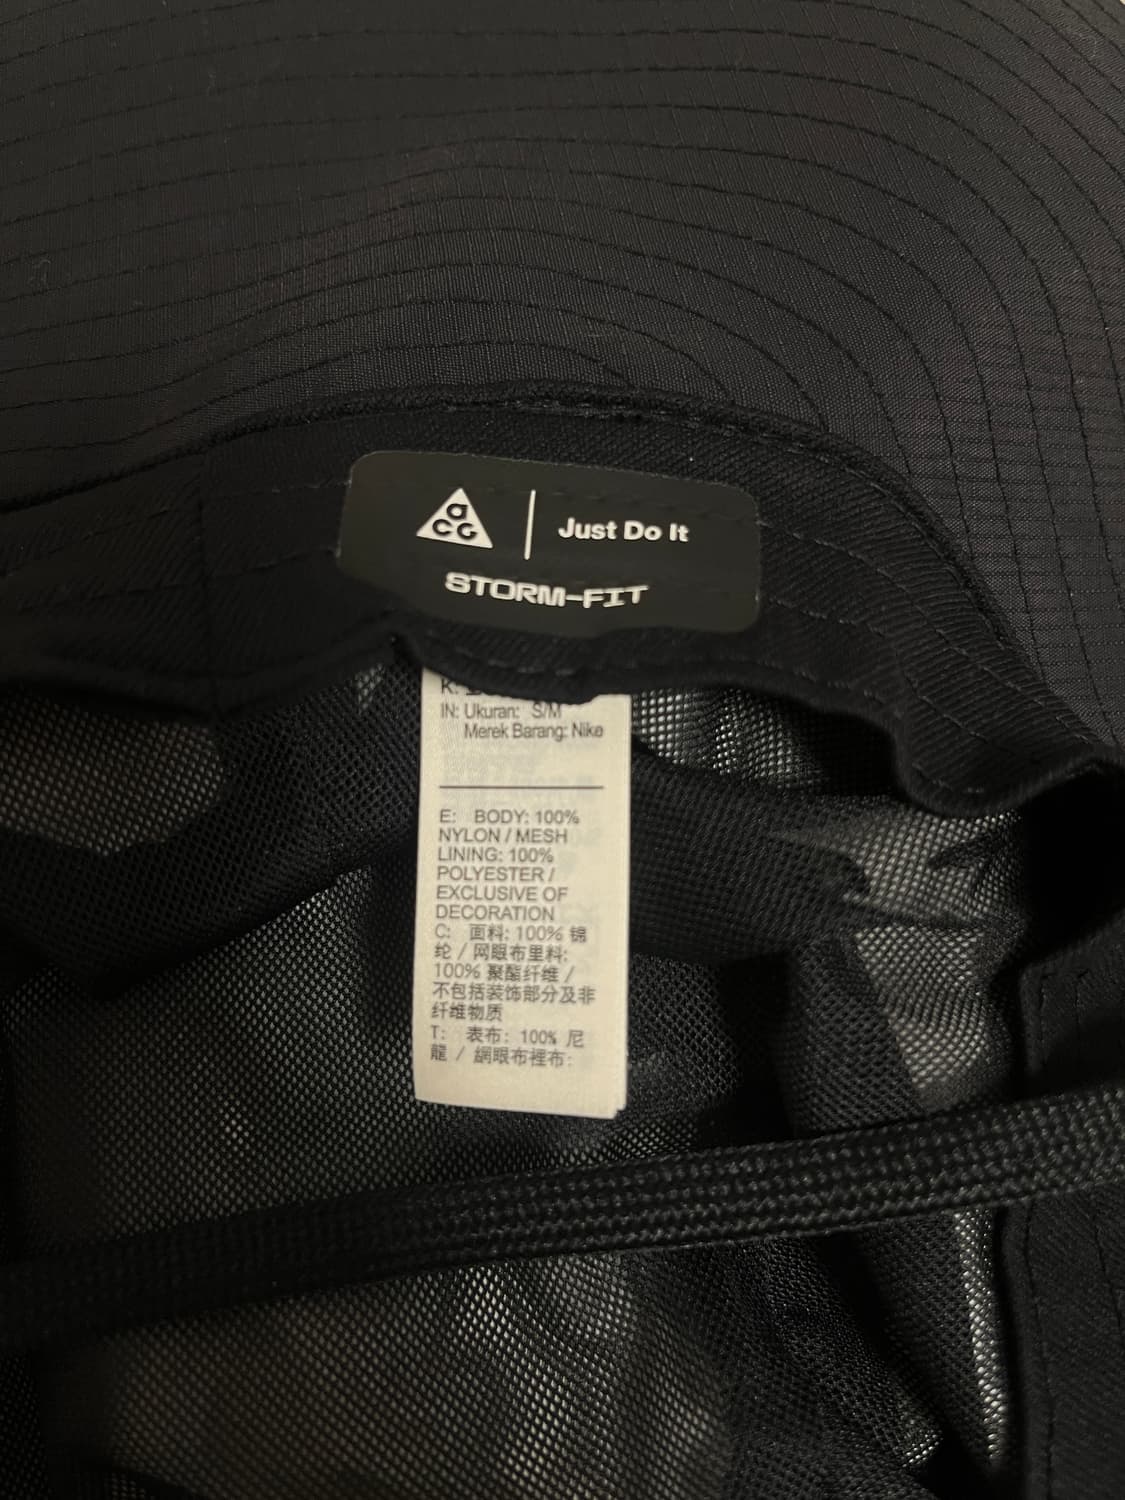 aCG | Just Do It
STORM-FIT
K:
IN: Ukuran: S/M
Merek Barang: Nike
E: BODY: 100%
NYLON / MESH
LINING: 100%
POLYESTER /
EXCLUSIVE OF
DECORATION
C: 面料: 100% 锦
纶 / 网眼布里料:
100% 聚酯纤维 /
不包括装饰部分及非
纤维物质
T: 表布: 100% 尼
龍 / 網眼布裡布: